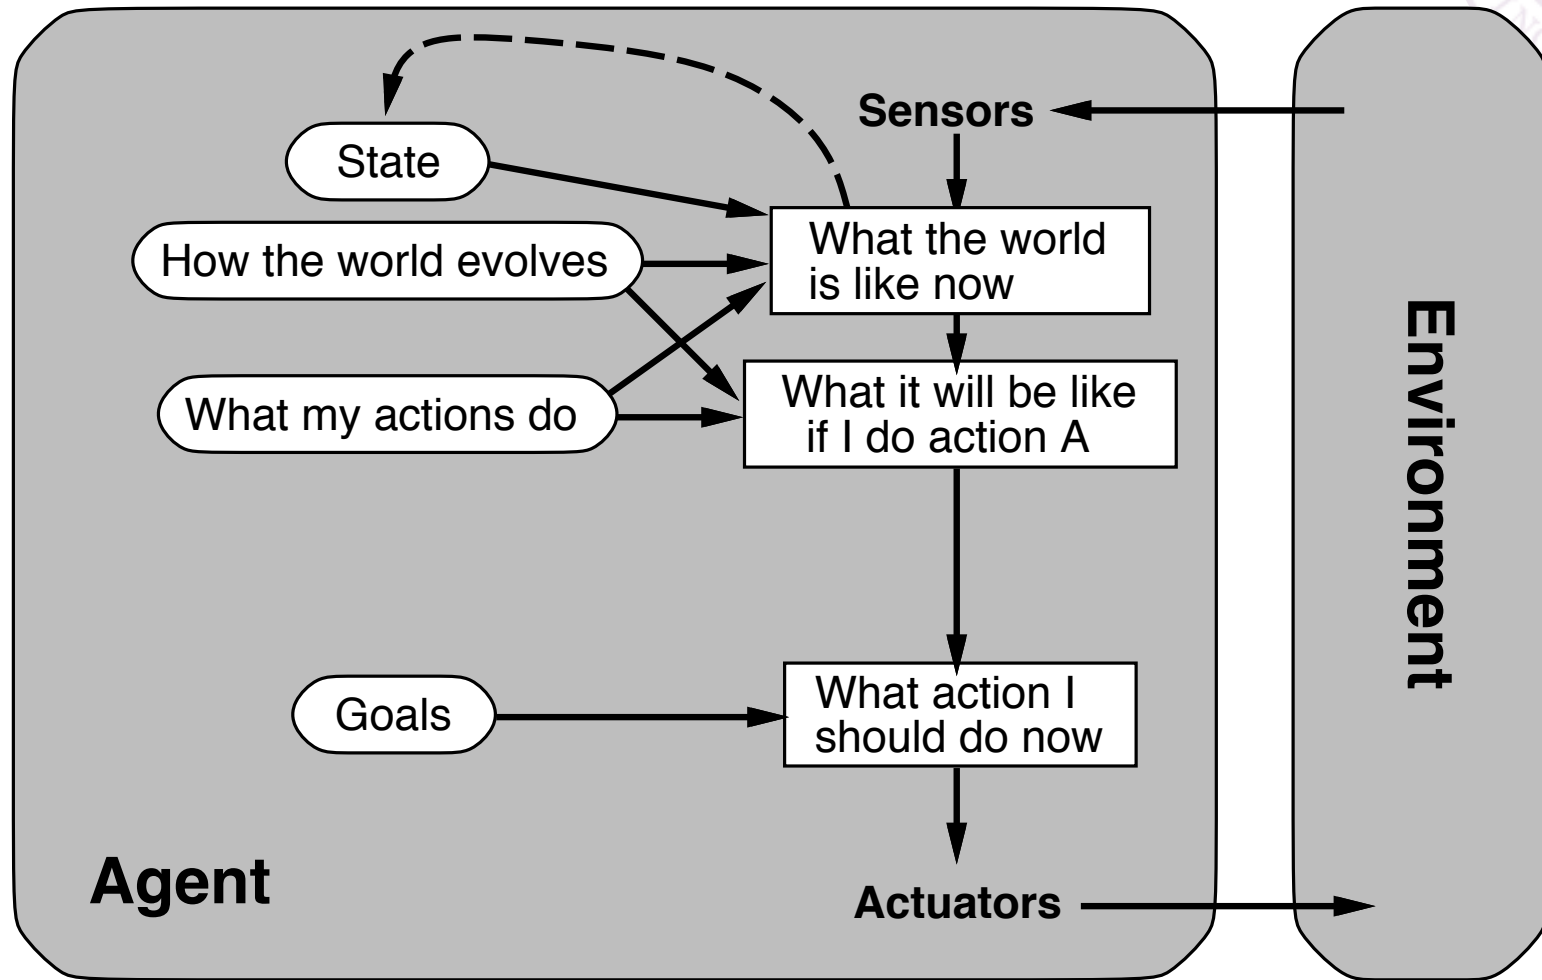 Sensors
State
What the world
is like now
How the world evolves
What it will be like
if I do action A
What my actions do
Environment
Goals
What action I
should do now
Agent
Actuators